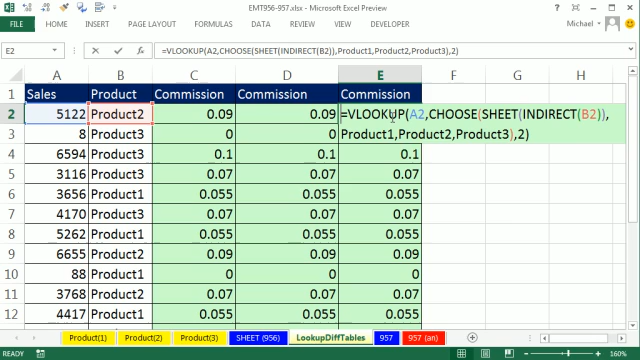 EMT956-957.xlsx - Microsoft Excel Preview
FILE HOME INSERT PAGE LAYOUT FORMULAS DATA REVIEW VIEW DEVELOPER Michael
E2 fx =VLOOKUP(A2,CHOOSE(SHEET(INDIRECT(B2)),Product1,Product2,Product3),2)
A B C D E F G H
1 Sales Product Commission Commission Commission
2 5122 Product2 0.09 0.09 =VLOOKUP(A2,CHOOSE(SHEET(INDIRECT(B2)),
3 8 Product3 0 0 Product1,Product2,Product3),2)
4 6594 Product3 0.1 0.1 0.1
5 3116 Product3 0.07 0.07 0.07
6 3656 Product1 0.055 0.055 0.055
7 4170 Product3 0.07 0.07 0.07
8 5262 Product1 0.055 0.055 0.055
9 6655 Product2 0.09 0.09 0.09
10 88 Product1 0 0 0
11 3768 Product2 0.07 0.07 0.07
12 4417 Product1 0.055 0.055 0.055
Product(1) Product(2) Product(3) SHEET (956) LookupDiffTables 957 957 (an)
READY 160%